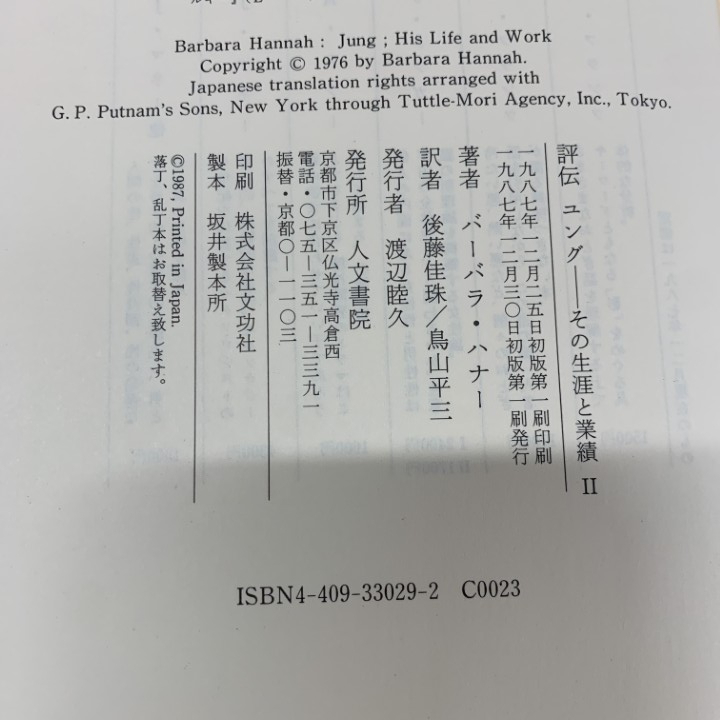 Barbara Hannah : Jung ; His Life and Work
Copyright © 1976 by Barbara Hannah.
Japanese translation rights arranged with
G. P. Putnam's Sons, New York through Tuttle-Mori Agency, Inc., Tokyo.
評伝 ユング——その生涯と業績 II
一九八七年一二月二五日初版第一刷印刷
一九八七年一二月三〇日初版第一刷発行
著者 バーバラ・ハナー
訳者 後藤佳珠／鳥山平三
発行者 渡辺睦久
発行所 人文書院
京都市下京区仏光寺高倉西
電話・〇七五—三五一—三三九一
振替・京都〇—一一〇三
印刷 株式会社文功社
製本 坂井製本所
©1987, Printed in Japan.
落丁、乱丁本はお取替え致します。
ISBN4-409-33029-2 C0023